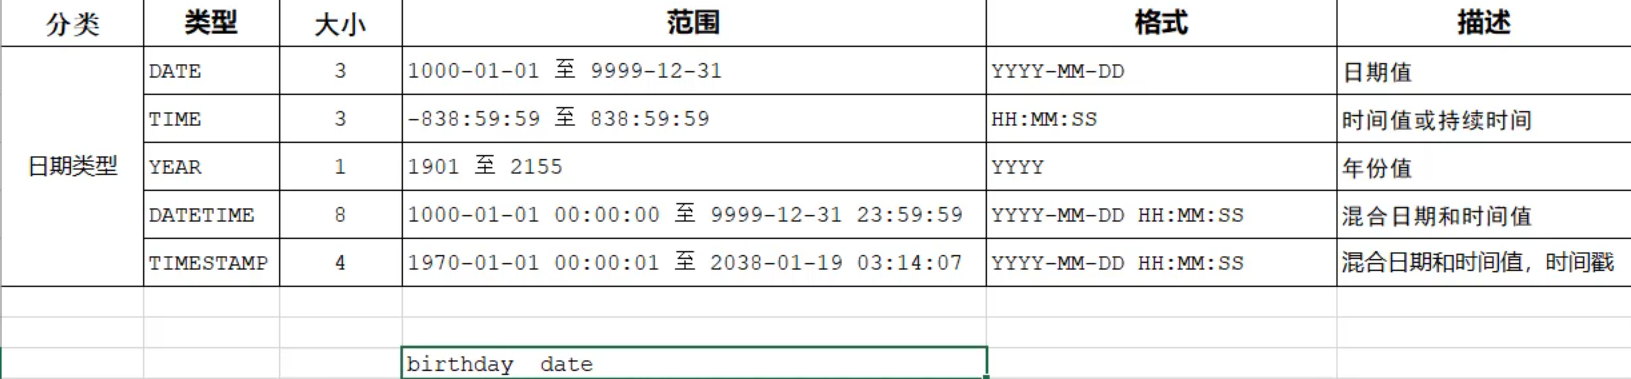 分类 类型 大小 范围 格式 描述
日期类型
DATE 3 1000-01-01 至 9999-12-31 YYYY-MM-DD 日期值
TIME 3 -838:59:59 至 838:59:59 HH:MM:SS 时间值或持续时间
YEAR 1 1901 至 2155 YYYY 年份值
DATETIME 8 1000-01-01 00:00:00 至 9999-12-31 23:59:59 YYYY-MM-DD HH:MM:SS 混合日期和时间值
TIMESTAMP 4 1970-01-01 00:00:01 至 2038-01-19 03:14:07 YYYY-MM-DD HH:MM:SS 混合日期和时间值，时间戳
birthday date